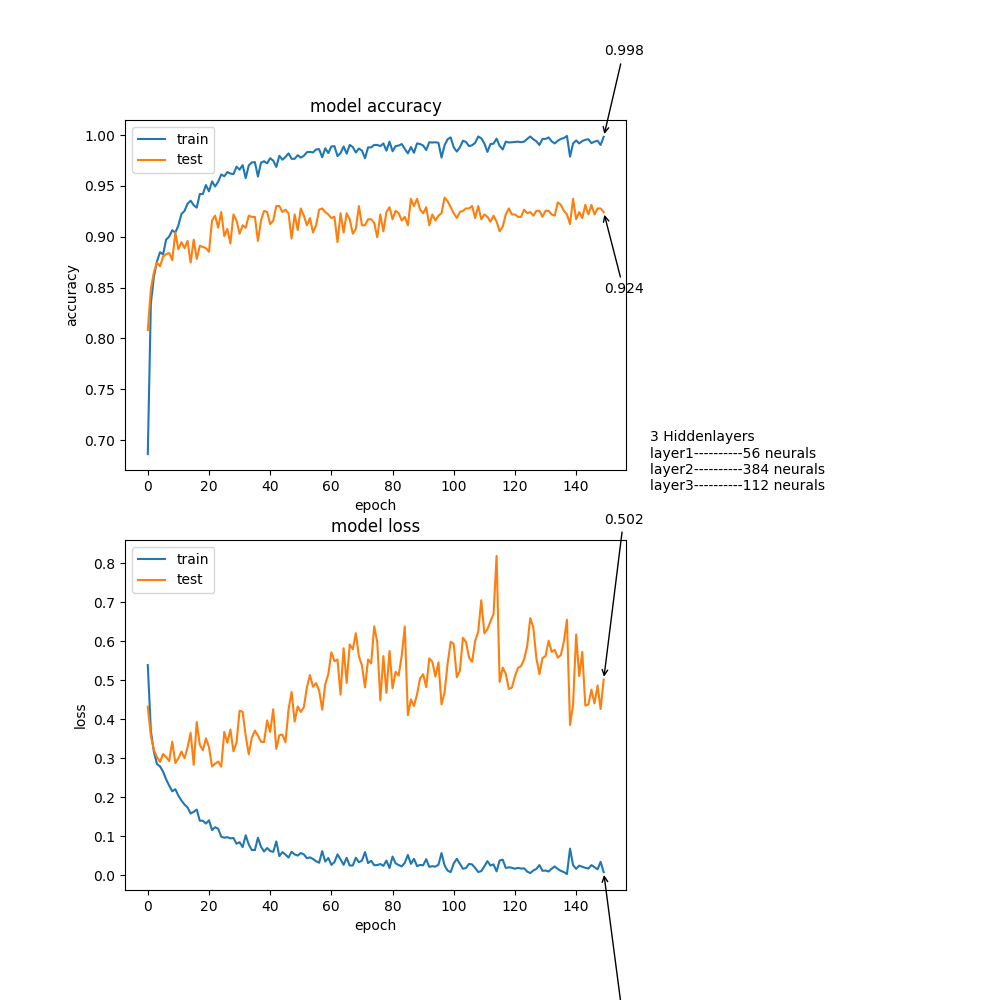 0.998
model accuracy
train
test
1.00
0.95
0.90
0.85
0.80
0.75
0.70
accuracy
0.924
0 20 40 60 80 100 120 140
epoch
3 Hiddenlayers
layer1----------56 neurals
layer2----------384 neurals
layer3----------112 neurals
0.502
model loss
train
test
0.8
0.7
0.6
0.5
0.4
0.3
0.2
0.1
0.0
loss
0 20 40 60 80 100 120 140
epoch